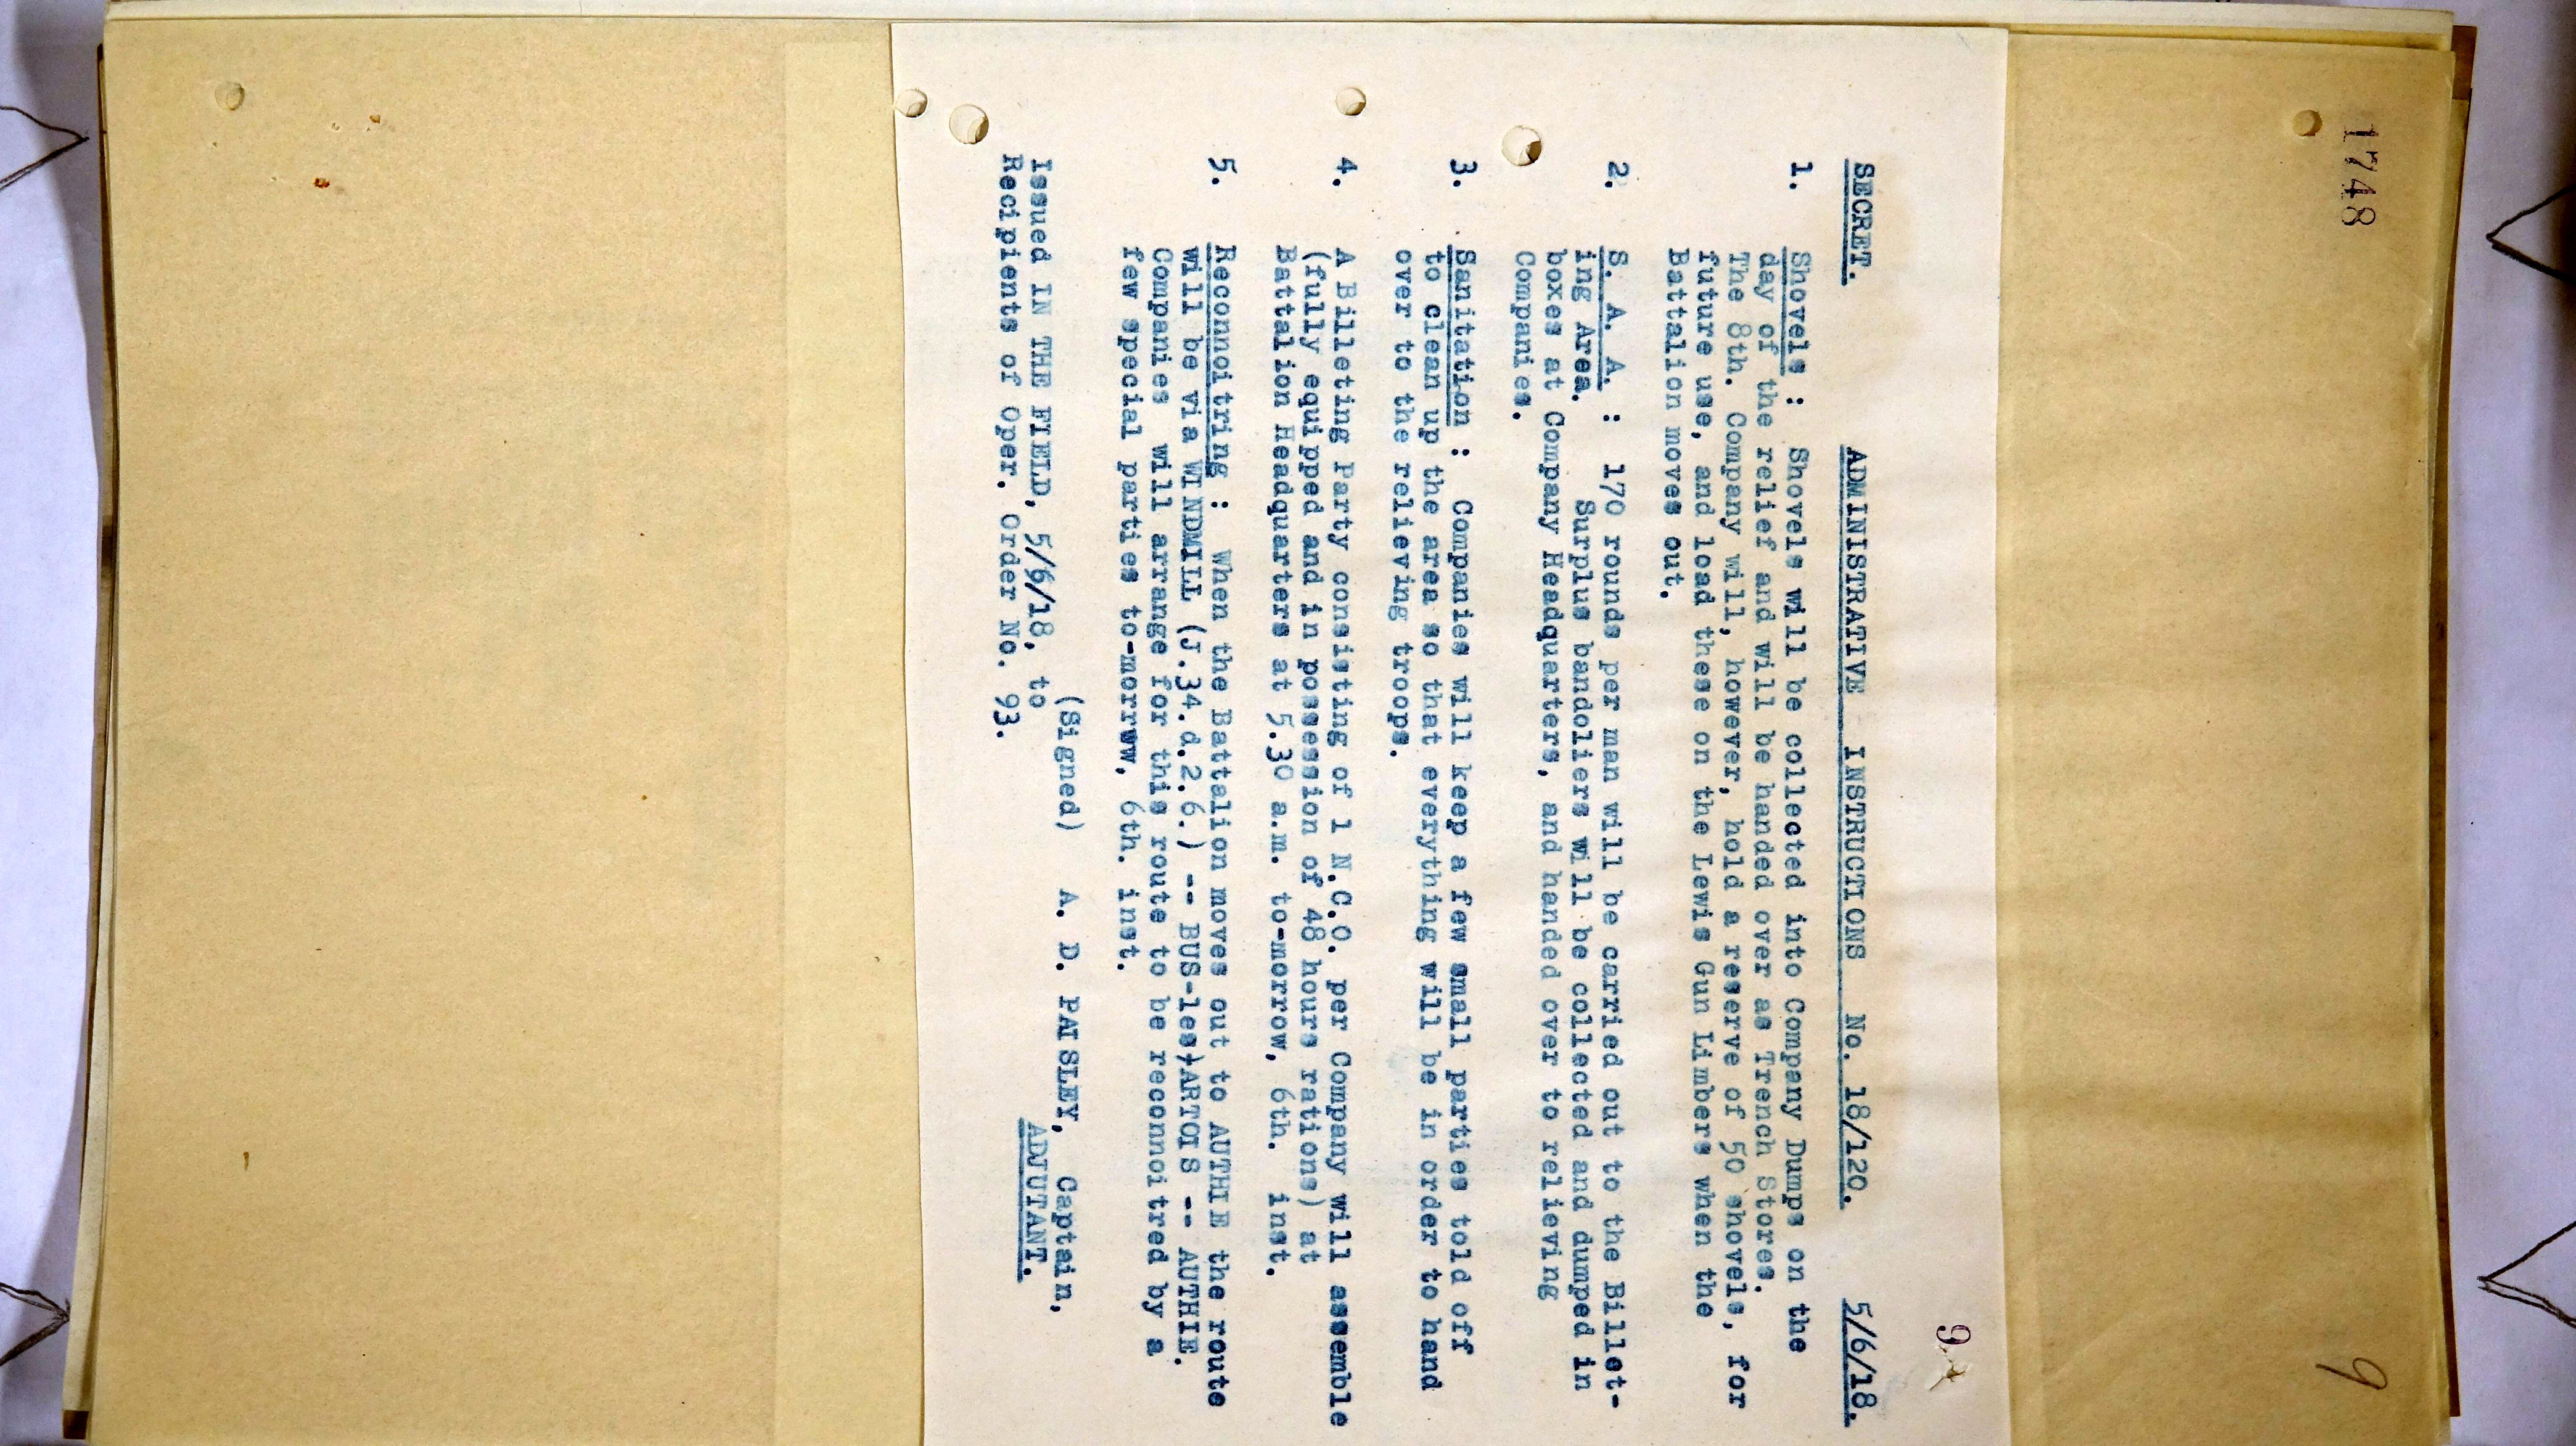 1748
9
9
SECRET. ADMINISTRATIVE INSTRUCTIONS No. 18/120. 5/6/18.
1. Shovels : Shovels will be collected into Company Dumps on the
day of the relief and will be handed over as Trench Stores.
The 8th. Company will, however, hold a reserve of 50 shovels, for
future use, and load these on the Lewis Gun Limbers when the
Battalion moves out.
2. S. A. A. : 170 rounds per man will be carried out to the Billet-
ing Area. Surplus bandoliers will be collected and dumped in
boxes at Company Headquarters, and handed over to relieving
Companies.
3. Sanitation : Companies will keep a few small parties told off
to clean up the area so that everything will be in order to hand
over to the relieving troops.
4. A Billeting Party consisting of 1 N.C.O. per Company will assemble
(fully equipped and in possession of 48 hours rations) at
Battalion Headquarters at 5.30 a.m. to-morrow, 6th. inst.
5. Reconnoitring : When the Battalion moves out to AUTHIE the route
will be via WINDMILL (J.34.d.2.6.) -- BUS-les-ARTOIS -- AUTHIE.
Companies will arrange for this route to be reconnoitred by a
few special parties to-morrww, 6th. inst.
(Signed) A. D. PAISLEY, Captain,
Issued IN THE FIELD, 5/6/18, to ADJUTANT.
Recipients of Oper. Order No. 93.